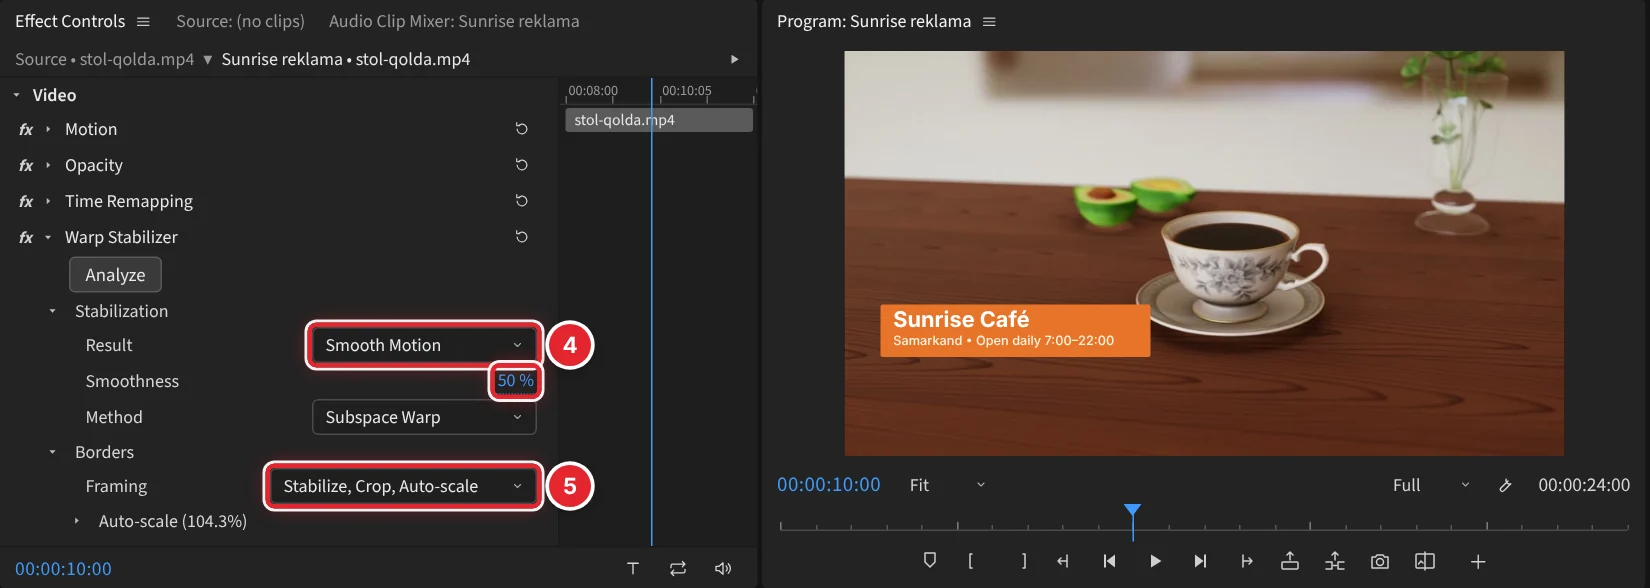 Effect Controls
Source: (no clips)
Audio Clip Mixer: Sunrise reklama
Source • stol-qolda.mp4
Sunrise reklama • stol-qolda.mp4
00:08:00
00:10:05
stol-qolda.mp4
Video
fx Motion
fx Opacity
fx Time Remapping
fx Warp Stabilizer
Analyze
Stabilization
Result
Smooth Motion
4
Smoothness
50 %
Method
Subspace Warp
Borders
Framing
Stabilize, Crop, Auto-scale
5
Auto-scale (104.3%)
00:00:10:00
Program: Sunrise reklama
Sunrise Café
Samarkand • Open daily 7:00–22:00
00:00:10:00
Fit
Full
00:00:24:00